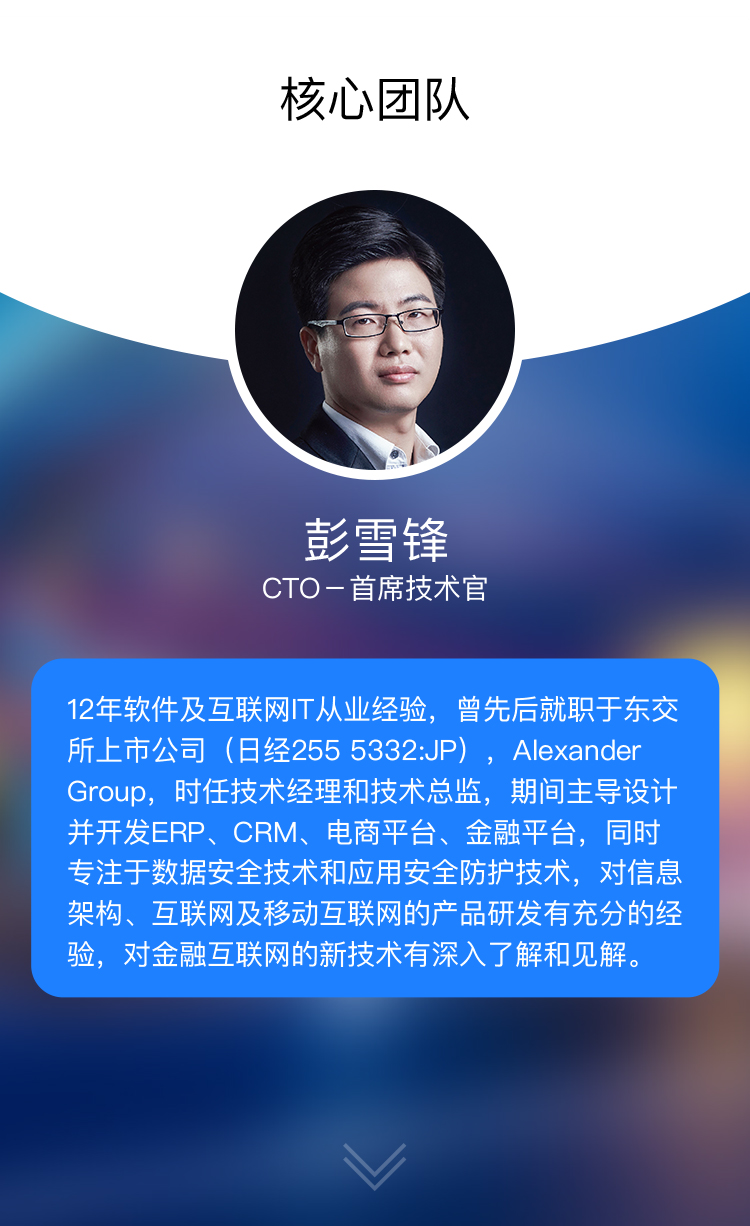 核心团队
彭雪锋
CTO－首席技术官
12年软件及互联网IT从业经验，曾先后就职于东交
所上市公司（日经255 5332:JP），Alexander
Group，时任技术经理和技术总监，期间主导设计
并开发ERP、CRM、电商平台、金融平台，同时
专注于数据安全技术和应用安全防护技术，对信息
架构、互联网及移动互联网的产品研发有充分的经
验，对金融互联网的新技术有深入了解和见解。